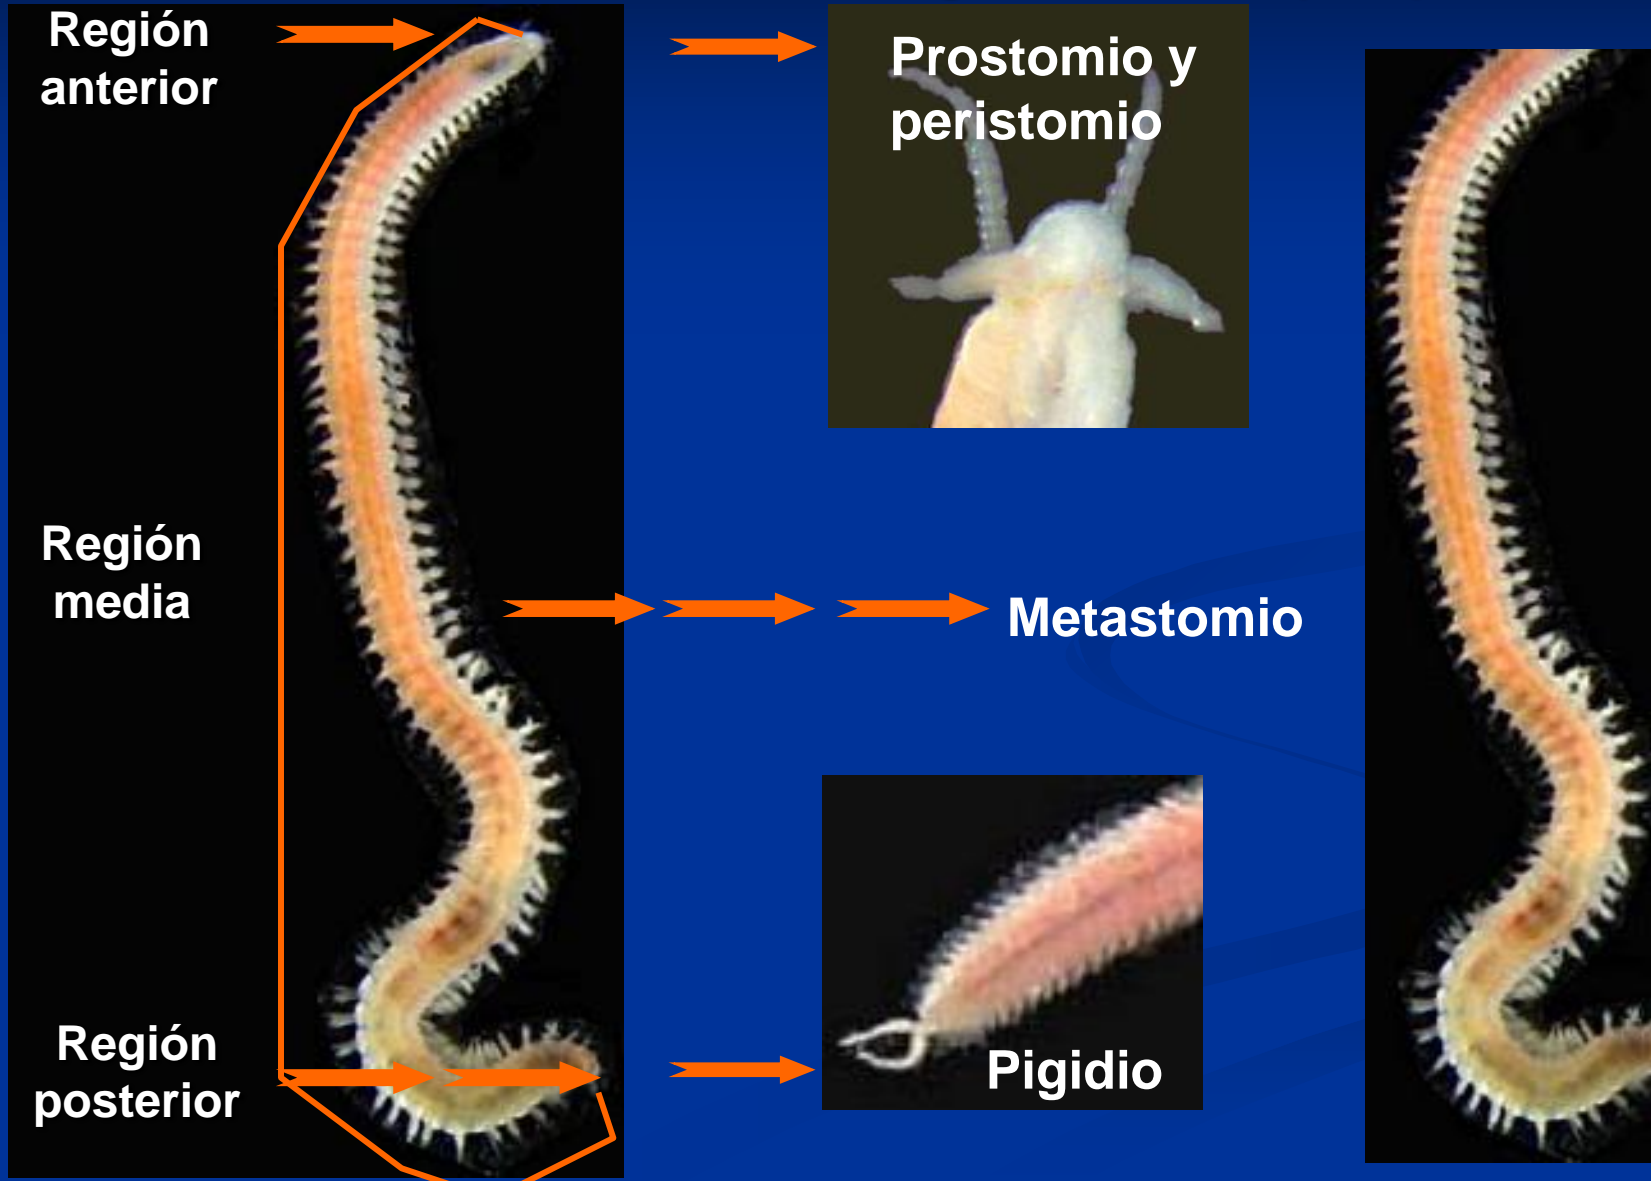 Región
anterior
Prostomio y
peristomio
Región
media
Metastomio
Región
posterior
Pigidio